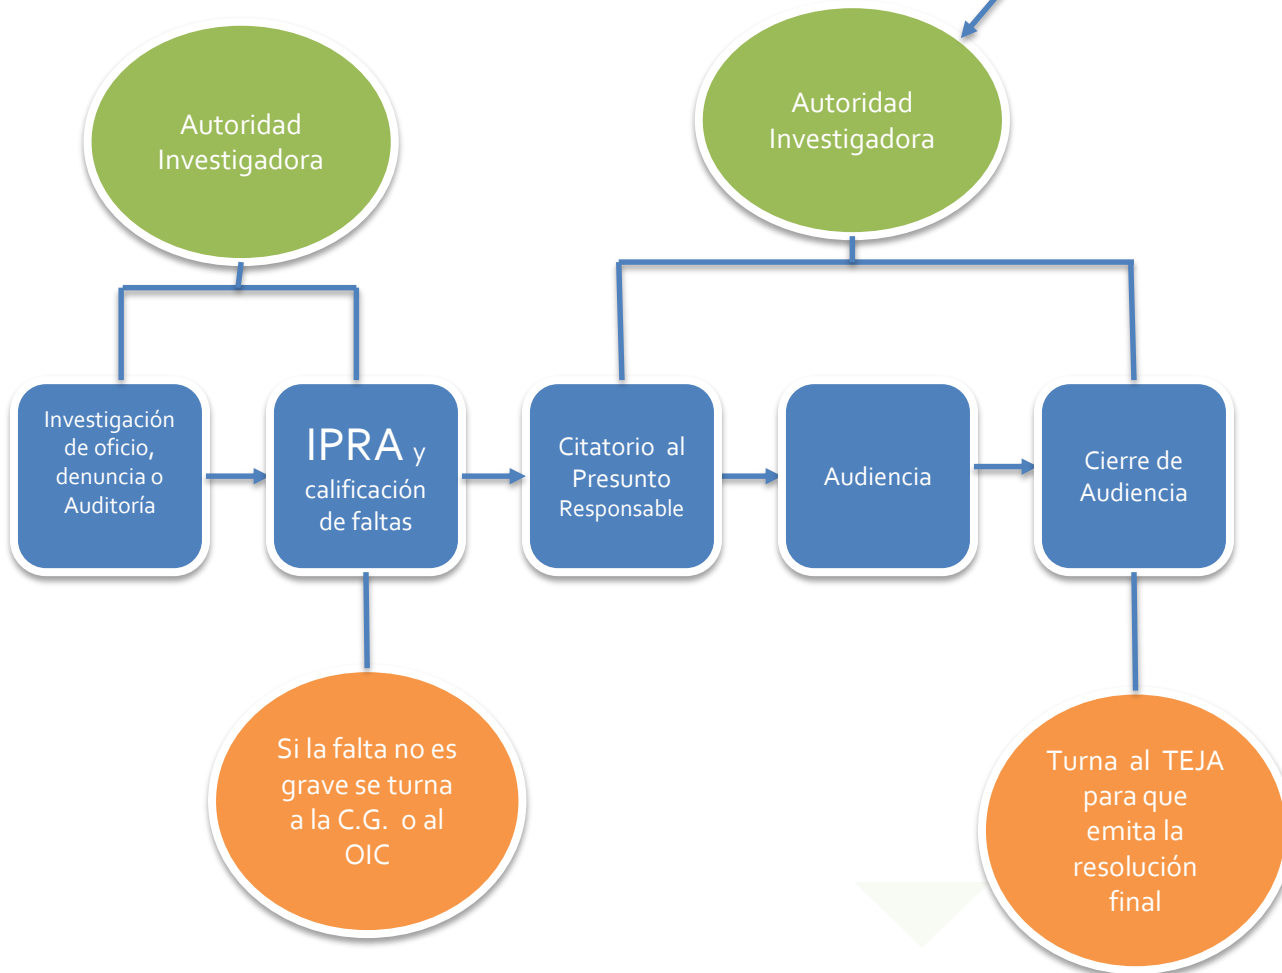 Autoridad
Investigadora
Autoridad
Investigadora
Investigación
de oficio,
denuncia o
Auditoría
IPRA y
calificación
de faltas
Citatorio al
Presunto
Responsable
Audiencia
Cierre de
Audiencia
Si la falta no es
grave se turna
a la C.G. o al
OIC
Turna al TEJA
para que
emita la
resolución
final